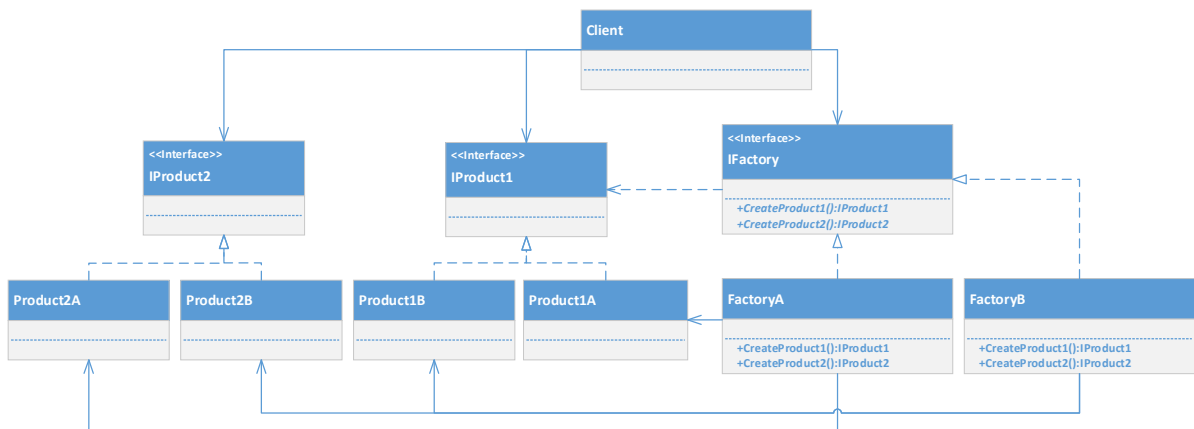 Client
<<Interface>>
IProduct2
<<Interface>>
IProduct1
<<Interface>>
IFactory
+CreateProduct1():IProduct1
+CreateProduct2():IProduct2
Product2A
Product2B
Product1B
Product1A
FactoryA
+CreateProduct1():IProduct1
+CreateProduct2():IProduct2
FactoryB
+CreateProduct1():IProduct1
+CreateProduct2():IProduct2